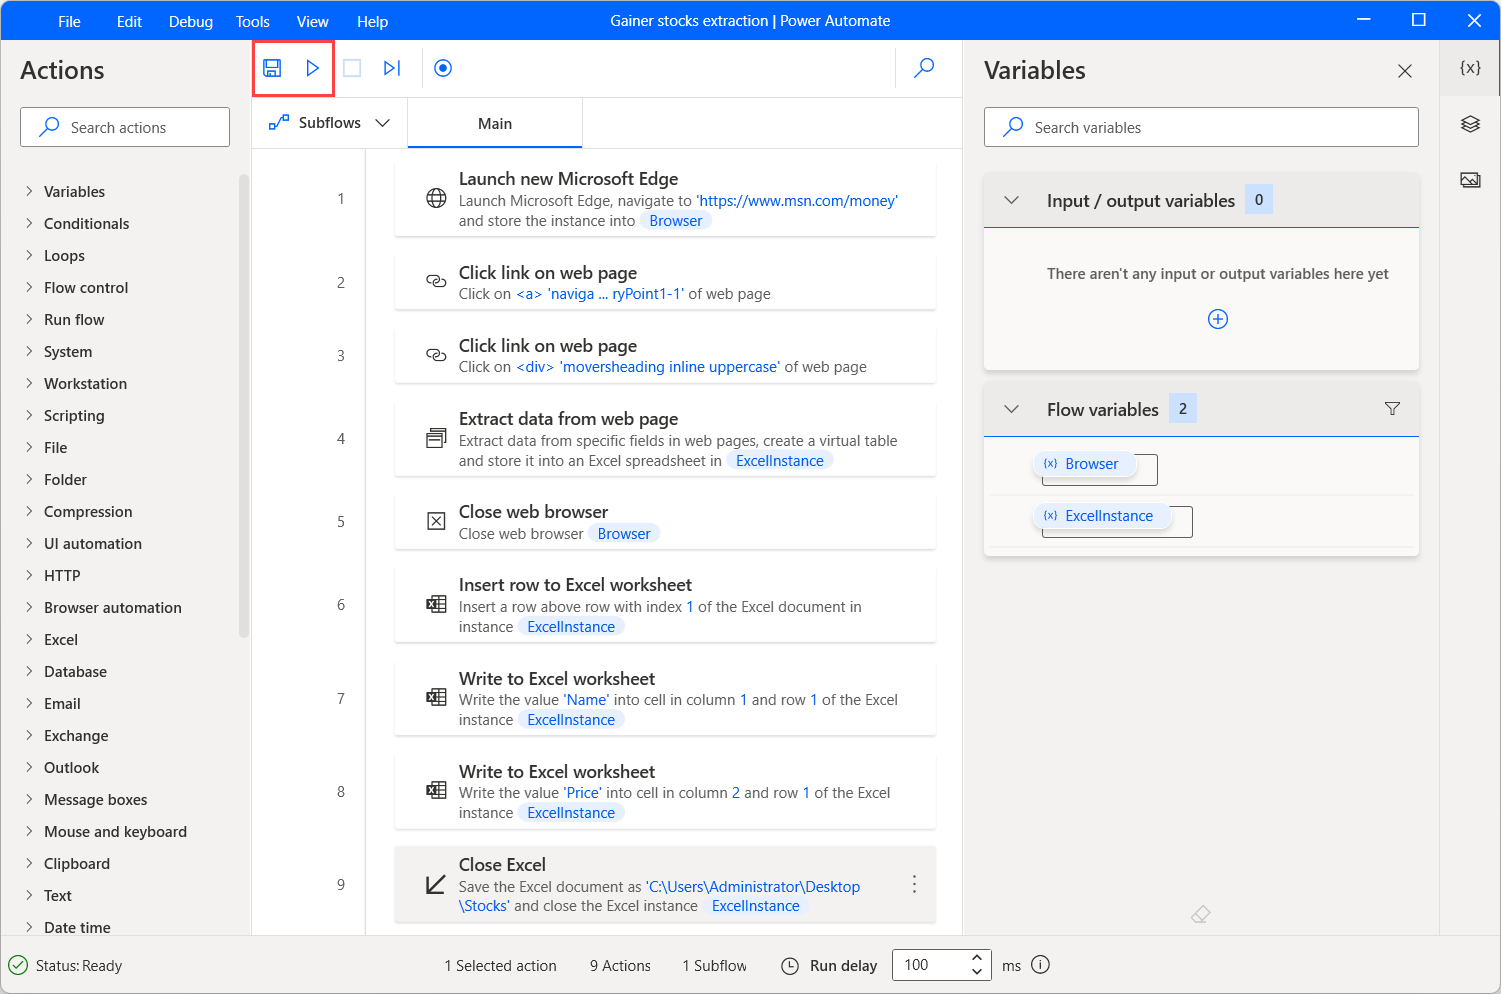 File Edit Debug Tools View Help
Gainer stocks extraction | Power Automate
Actions
Search actions
Variables
Conditionals
Loops
Flow control
Run flow
System
Workstation
Scripting
File
Folder
Compression
UI automation
HTTP
Browser automation
Excel
Database
Email
Exchange
Outlook
Message boxes
Mouse and keyboard
Clipboard
Text
Date time
Subflows
Main
1
Launch new Microsoft Edge
Launch Microsoft Edge, navigate to 'https://www.msn.com/money'
and store the instance into Browser
2
Click link on web page
Click on <a> 'naviga ... ryPoint1-1' of web page
3
Click link on web page
Click on <div> 'moversheading inline uppercase' of web page
4
Extract data from web page
Extract data from specific fields in web pages, create a virtual table
and store it into an Excel spreadsheet in ExcelInstance
5
Close web browser
Close web browser Browser
6
Insert row to Excel worksheet
Insert a row above row with index 1 of the Excel document in
instance ExcelInstance
7
Write to Excel worksheet
Write the value 'Name' into cell in column 1 and row 1 of the Excel
instance ExcelInstance
8
Write to Excel worksheet
Write the value 'Price' into cell in column 2 and row 1 of the Excel
instance ExcelInstance
9
Close Excel
Save the Excel document as 'C:\Users\Administrator\Desktop
\Stocks' and close the Excel instance ExcelInstance
Variables
{x}
Search variables
Input / output variables 0
There aren't any input or output variables here yet
Flow variables 2
{x} Browser
{x} ExcelInstance
Status: Ready
1 Selected action
9 Actions
1 Subflow
Run delay
100
ms